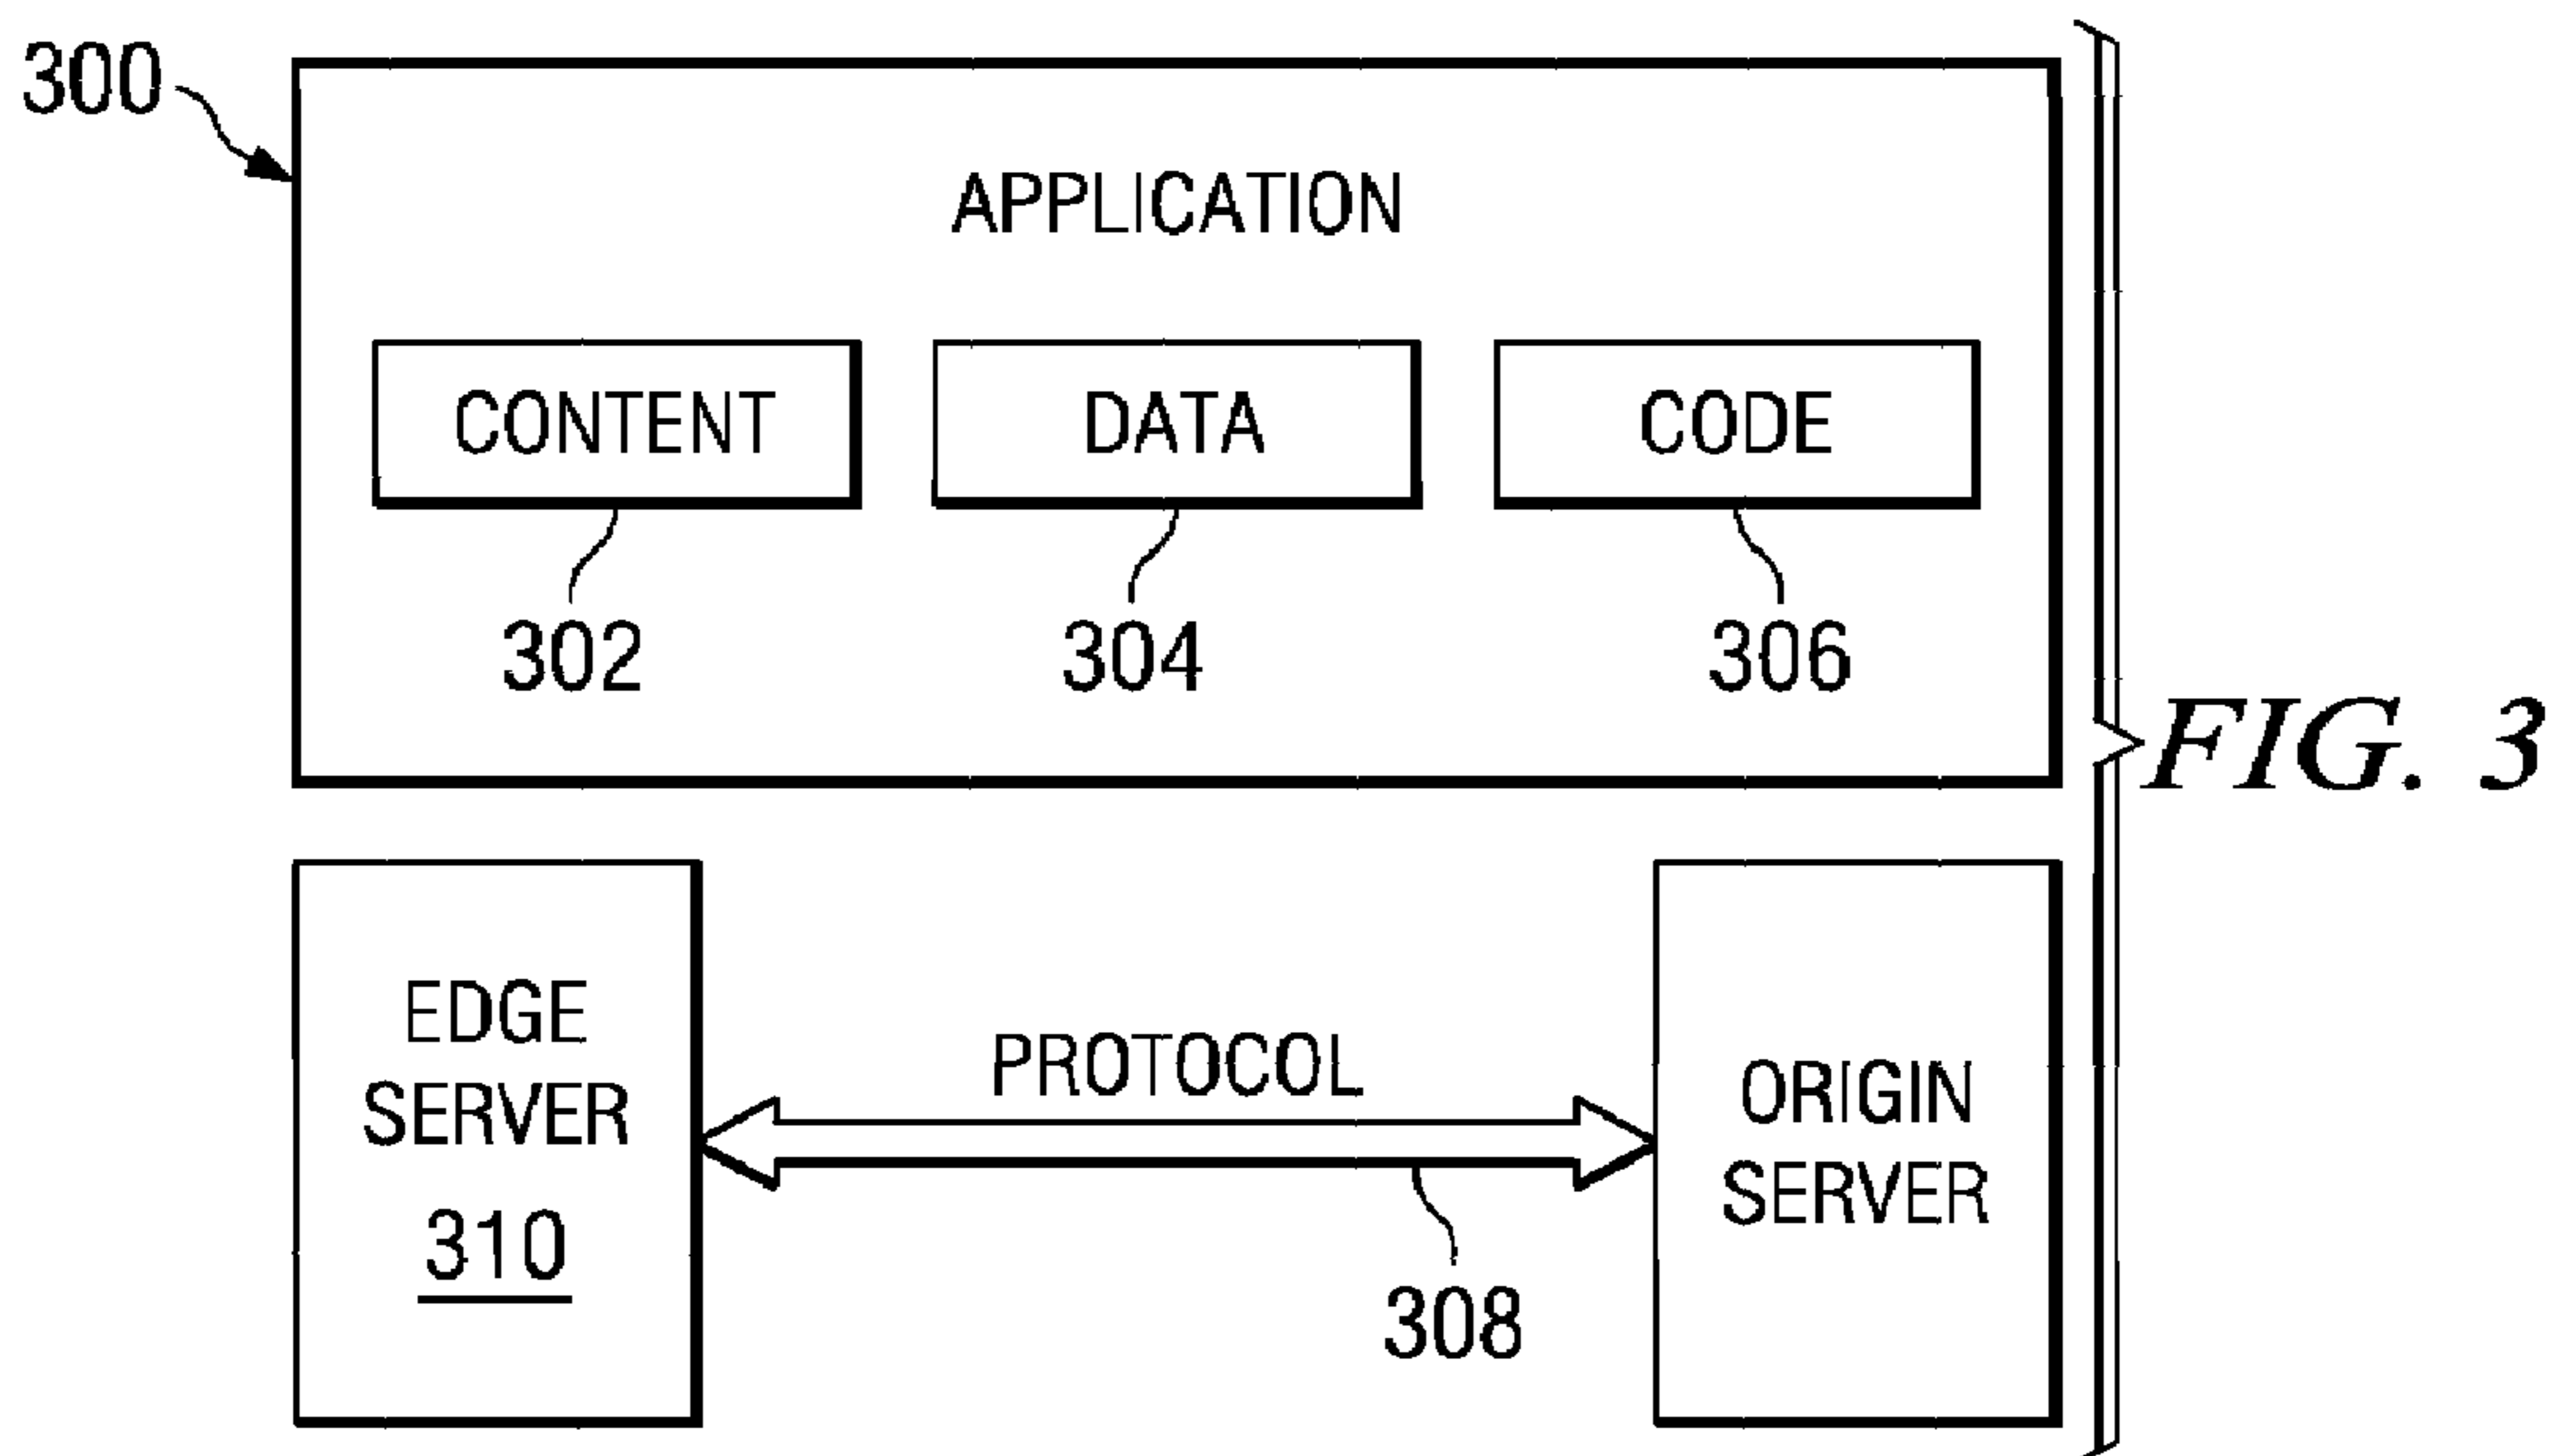 300
APPLICATION
CONTENT
DATA
CODE
302
304
306
FIG. 3
EDGE
SERVER
310
PROTOCOL
308
ORIGIN
SERVER